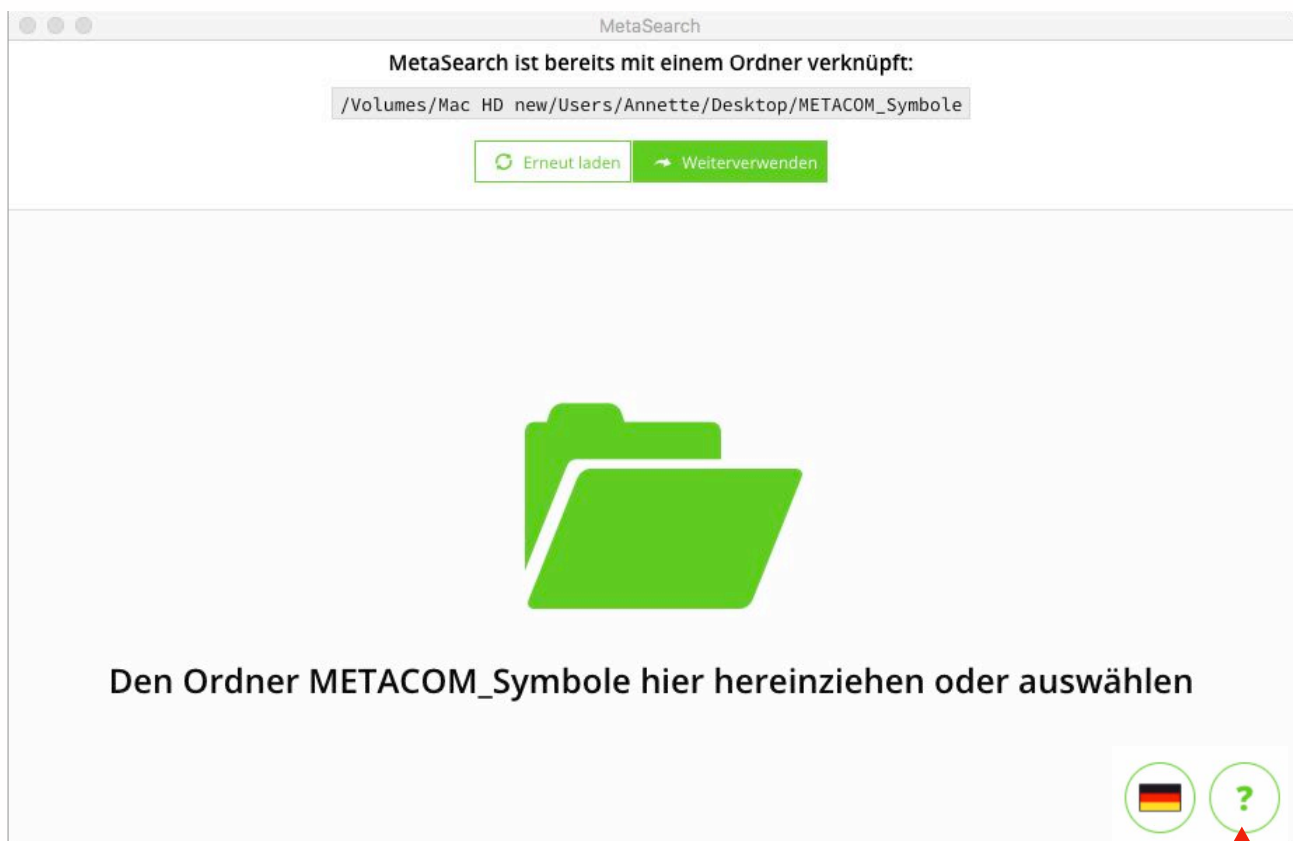 MetaSearch
MetaSearch ist bereits mit einem Ordner verknüpft:
/Volumes/Mac HD new/Users/Annette/Desktop/METACOM_Symbole
Erneut laden
Weiterverwenden
Den Ordner METACOM_Symbole hier hereinziehen oder auswählen
?